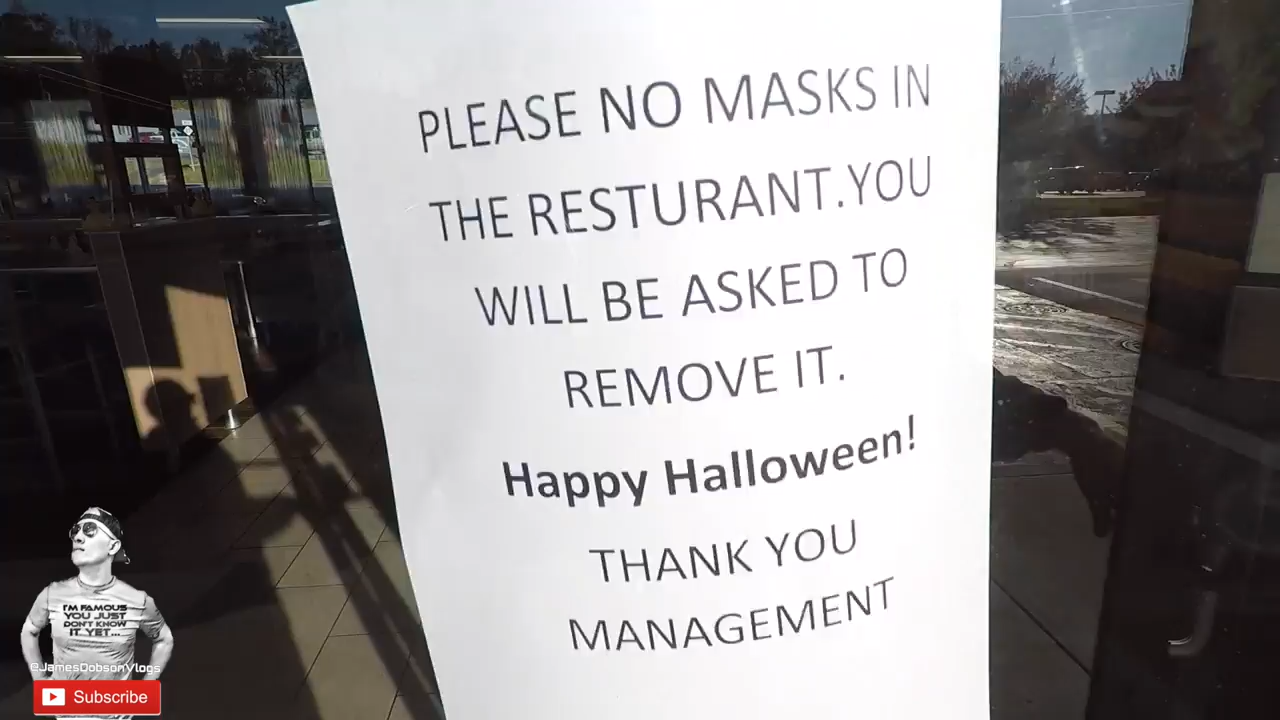 PLEASE NO MASKS IN
THE RESTURANT.YOU
WILL BE ASKED TO
REMOVE IT.
Happy Halloween!
THANK YOU
MANAGEMENT
I'M FAMOUS
YOU JUST
DON'T KNOW
IT YET...
@JamesDobsonVlogs
Subscribe